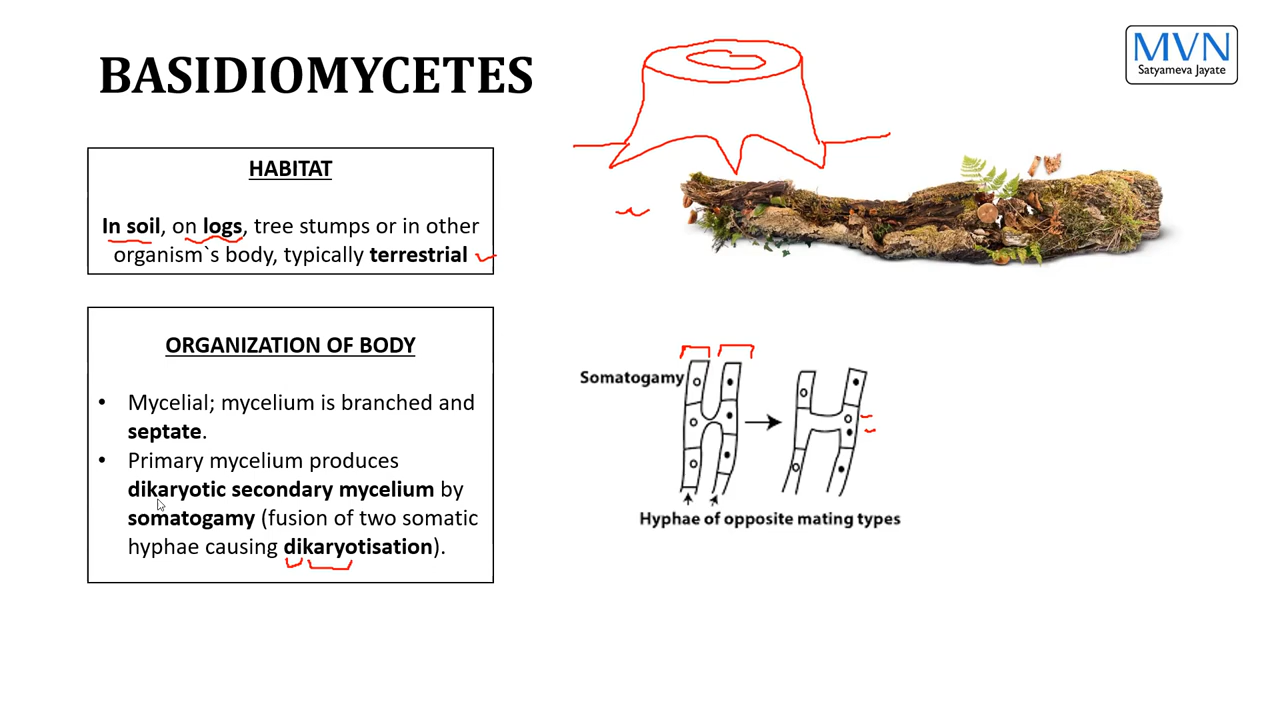 BASIDIOMYCETES
MVN
Satyameva Jayate
HABITAT
In soil, on logs, tree stumps or in other
organism`s body, typically terrestrial
ORGANIZATION OF BODY
• Mycelial; mycelium is branched and
septate.
• Primary mycelium produces
dikaryotic secondary mycelium by
somatogamy (fusion of two somatic
hyphae causing dikaryotisation).
Somatogamy
Hyphae of opposite mating types